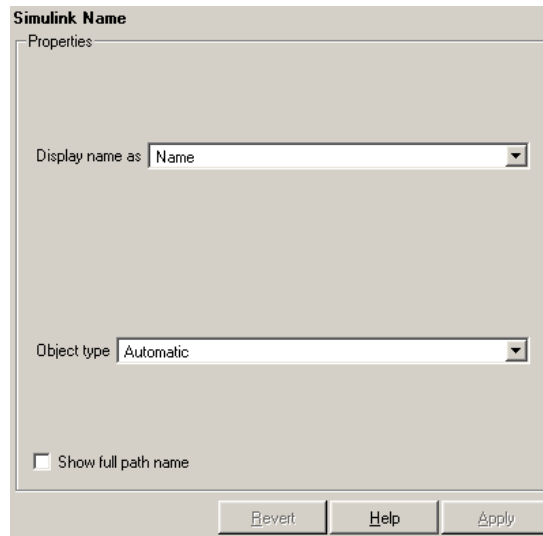 Simulink Name
Properties
Display name as Name
Object type Automatic
Show full path name
Revert Help Apply